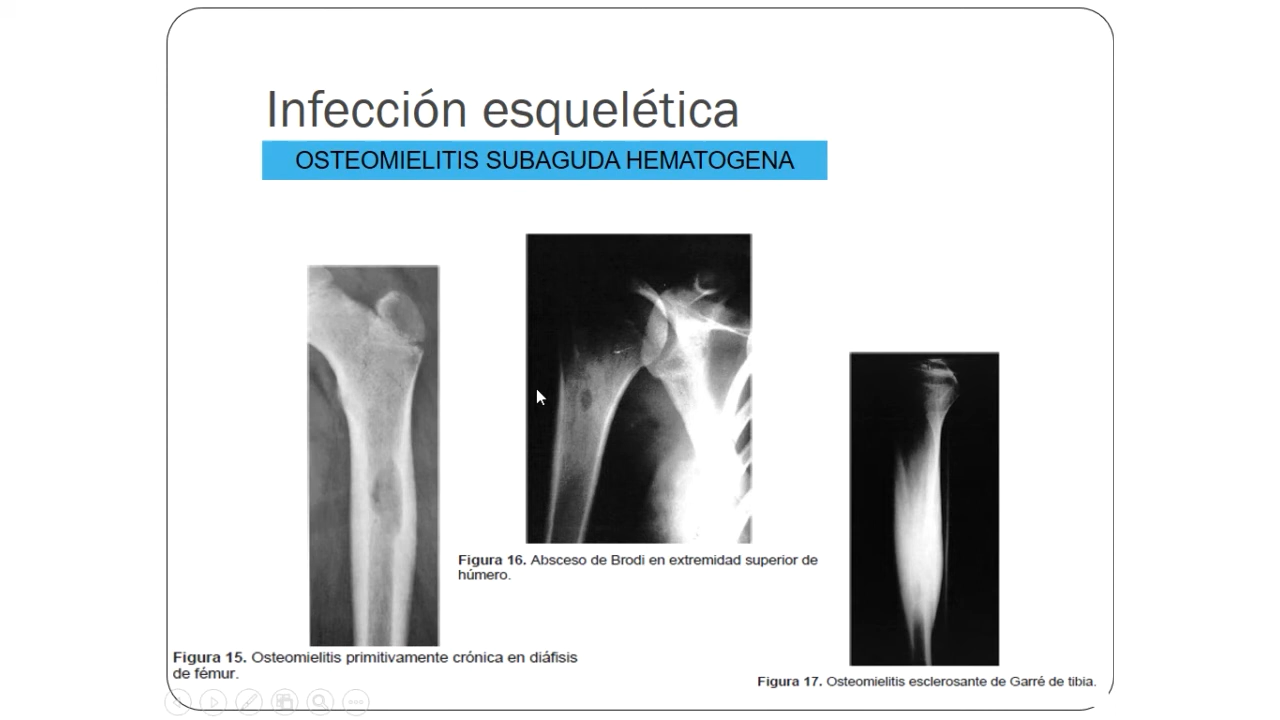 Infección esquelética
OSTEOMIELITIS SUBAGUDA HEMATOGENA
Figura 16. Absceso de Brodi en extremidad superior de
húmero.
Figura 15. Osteomielitis primitivamente crónica en diáfisis
de fémur.
Figura 17. Osteomielitis esclerosante de Garré de tibia.